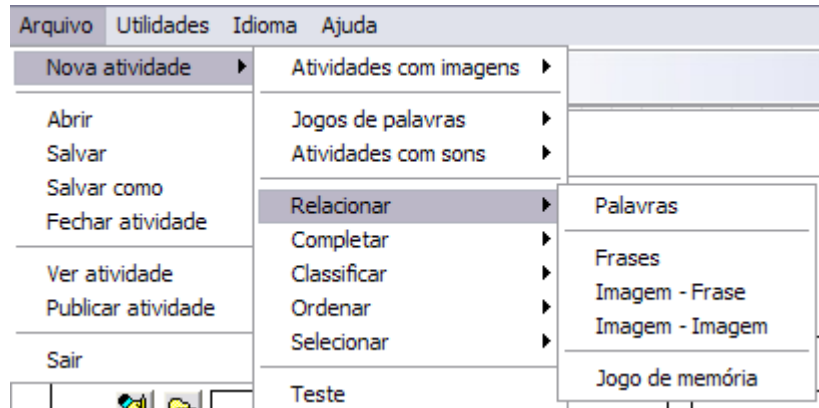 Arquivo Utilidades Idioma Ajuda
Nova atividade
Abrir
Salvar
Salvar como
Fechar atividade
Ver atividade
Publicar atividade
Sair
Atividades com imagens
Jogos de palavras
Atividades com sons
Relacionar
Completar
Classificar
Ordenar
Selecionar
Teste
Palavras
Frases
Imagem - Frase
Imagem - Imagem
Jogo de memória